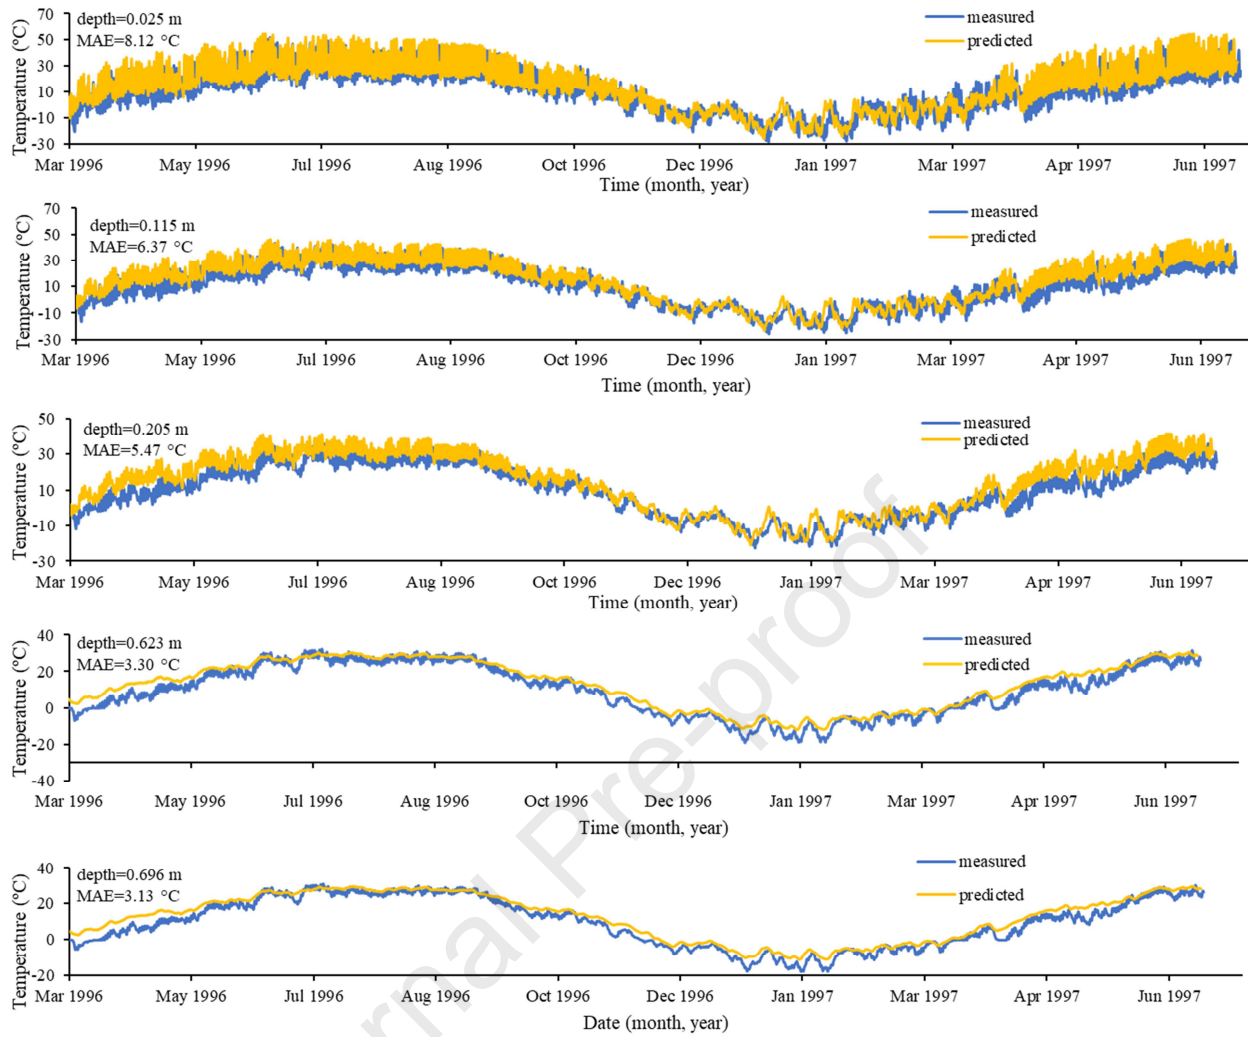 Temperature (°C)
70
50
30
10
-10
-30
depth=0.025 m
MAE=8.12 °C
measured
predicted
Mar 1996 May 1996 Jul 1996 Aug 1996 Oct 1996 Dec 1996 Jan 1997 Mar 1997 Apr 1997 Jun 1997
Time (month, year)
Temperature (°C)
70
50
30
10
-10
-30
depth=0.115 m
MAE=6.37 °C
measured
predicted
Mar 1996 May 1996 Jul 1996 Aug 1996 Oct 1996 Dec 1996 Jan 1997 Mar 1997 Apr 1997 Jun 1997
Time (month, year)
Temperature (°C)
50
30
10
-10
-30
depth=0.205 m
MAE=5.47 °C
measured
predicted
Mar 1996 May 1996 Jul 1996 Aug 1996 Oct 1996 Dec 1996 Jan 1997 Mar 1997 Apr 1997 Jun 1997
Time (month, year)
Temperature (°C)
40
20
0
-20
-40
depth=0.623 m
MAE=3.30 °C
measured
predicted
Mar 1996 May 1996 Jul 1996 Aug 1996 Oct 1996 Dec 1996 Jan 1997 Mar 1997 Apr 1997 Jun 1997
Time (month, year)
Temperature (°C)
40
20
0
-20
depth=0.696 m
MAE=3.13 °C
measured
predicted
Mar 1996 May 1996 Jul 1996 Aug 1996 Oct 1996 Dec 1996 Jan 1997 Mar 1997 Apr 1997 Jun 1997
Date (month, year)
rnal Pre-proof